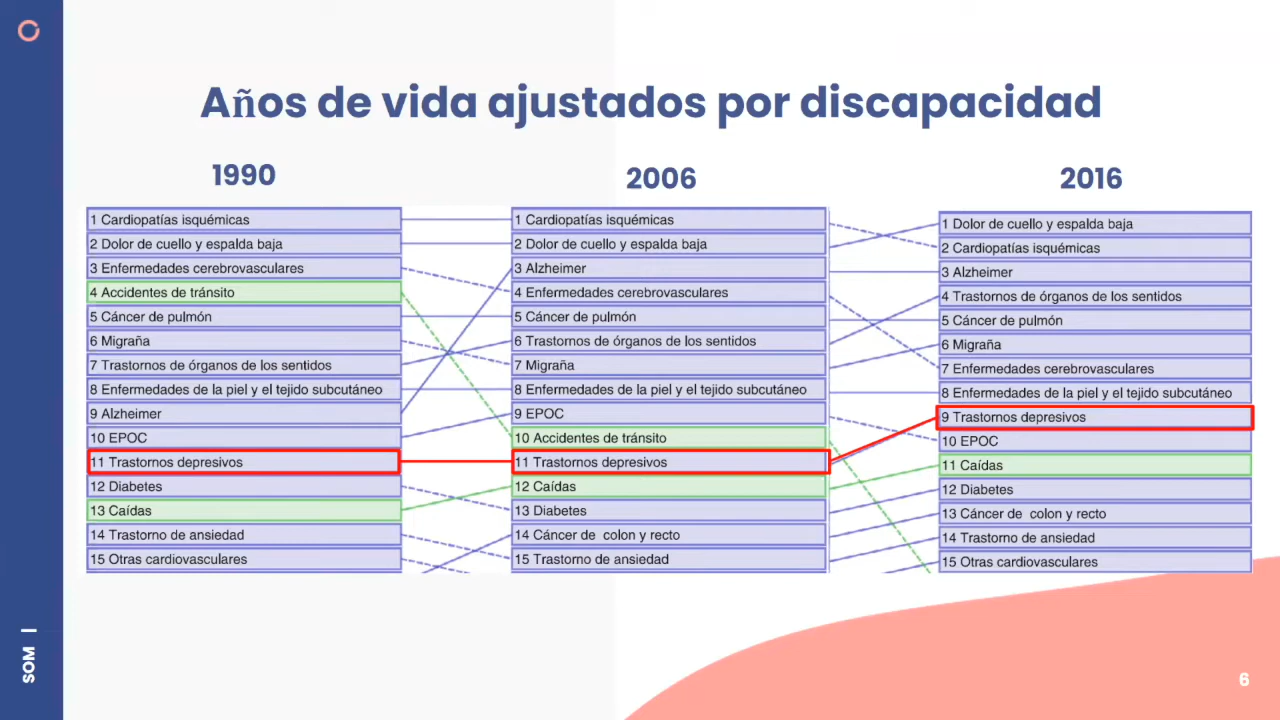 Años de vida ajustados por discapacidad
1990
1 Cardiopatías isquémicas
2 Dolor de cuello y espalda baja
3 Enfermedades cerebrovasculares
4 Accidentes de tránsito
5 Cáncer de pulmón
6 Migraña
7 Trastornos de órganos de los sentidos
8 Enfermedades de la piel y el tejido subcutáneo
9 Alzheimer
10 EPOC
11 Trastornos depresivos
12 Diabetes
13 Caídas
14 Trastorno de ansiedad
15 Otras cardiovasculares
2006
1 Cardiopatías isquémicas
2 Dolor de cuello y espalda baja
3 Alzheimer
4 Enfermedades cerebrovasculares
5 Cáncer de pulmón
6 Trastornos de órganos de los sentidos
7 Migraña
8 Enfermedades de la piel y el tejido subcutáneo
9 EPOC
10 Accidentes de tránsito
11 Trastornos depresivos
12 Caídas
13 Diabetes
14 Cáncer de  colon y recto
15 Trastorno de ansiedad
2016
1 Dolor de cuello y espalda baja
2 Cardiopatías isquémicas
3 Alzheimer
4 Trastornos de órganos de los sentidos
5 Cáncer de pulmón
6 Migraña
7 Enfermedades cerebrovasculares
8 Enfermedades de la piel y el tejido subcutáneo
9 Trastornos depresivos
10 EPOC
11 Caídas
12 Diabetes
13 Cáncer de  colon y recto
14 Trastorno de ansiedad
15 Otras cardiovasculares
SOM |
6